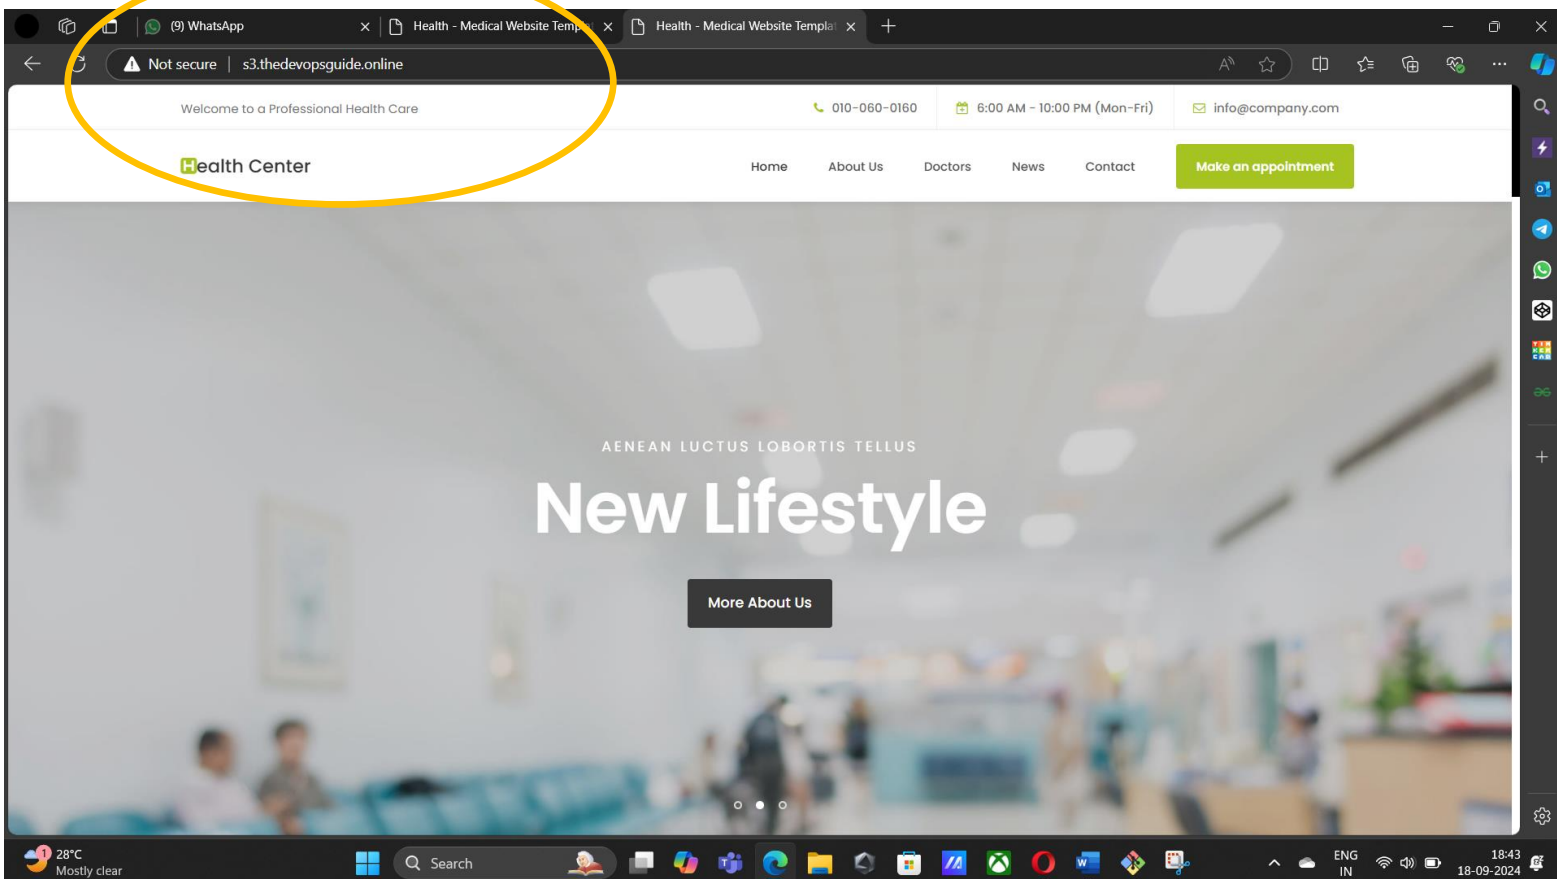 (9) WhatsApp
Health - Medical Website Templat
Health - Medical Website Templat
Not secure
s3.thedevopsguide.online
Welcome to a Professional Health Care
010-060-0160
6:00 AM - 10:00 PM (Mon-Fri)
info@company.com
Health Center
Home
About Us
Doctors
News
Contact
Make an appointment
AENEAN LUCTUS LOBORTIS TELLUS
New Lifestyle
More About Us
1
28°C
Mostly clear
Search
ENG
IN
18:43
18-09-2024